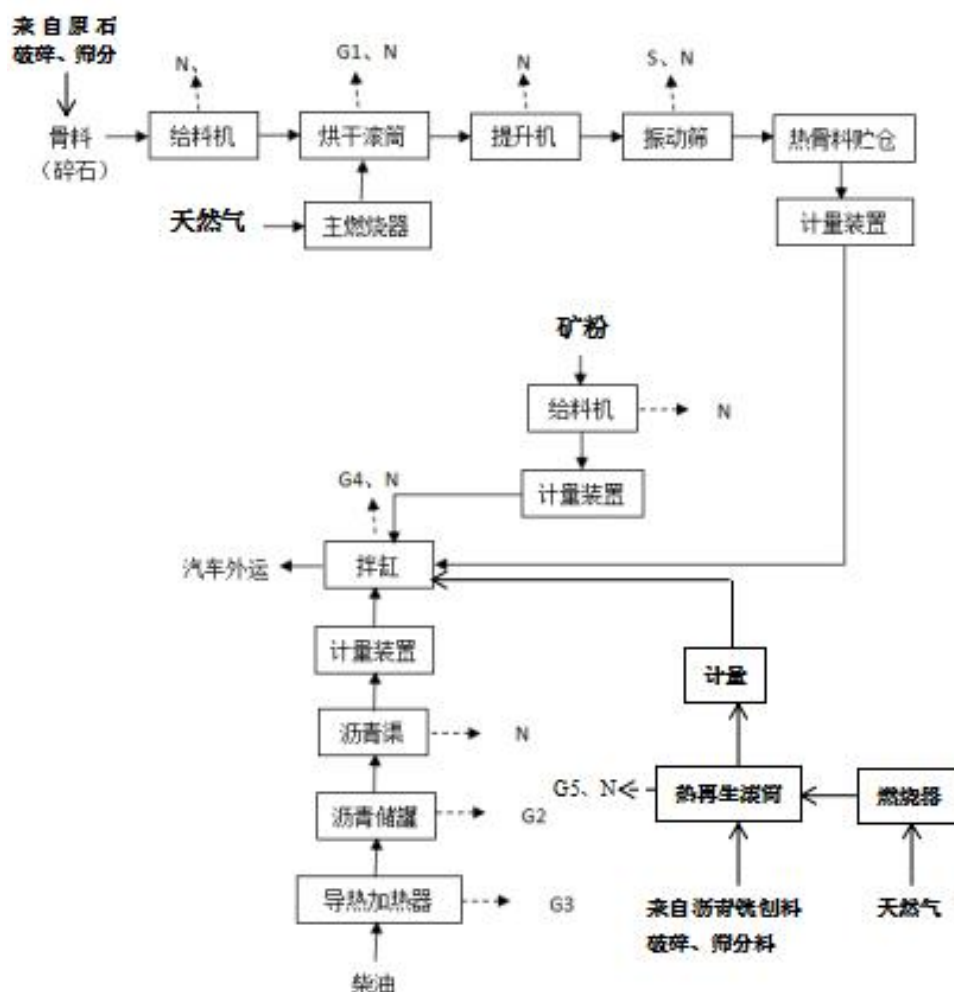 来自原石
破碎、筛分
N、
G1、N
N
S、N
骨料
（碎石）
给料机
烘干滚筒
提升机
振动筛
热骨料贮仓
天然气
主燃烧器
计量装置
矿粉
给料机
N
计量装置
G4、N
汽车外运
拌缸
计量装置
计量
沥青渠
N
G5、N
热再生滚筒
燃烧器
沥青储罐
G2
导热加热器
G3
来自沥青铣刨料
破碎、筛分料
天然气
柴油